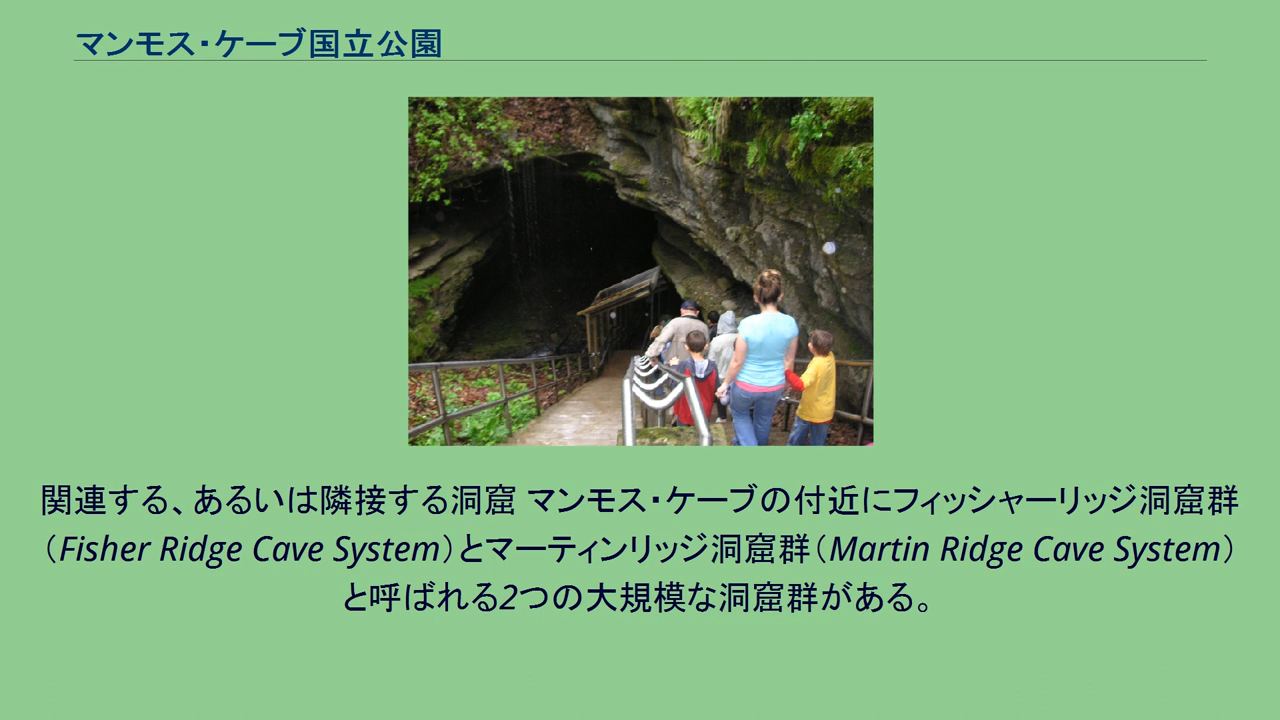 マンモス・ケーブ国立公園
関連する、あるいは隣接する洞窟 マンモス・ケーブの付近にフィッシャーリッジ洞窟群
（Fisher Ridge Cave System）とマーティンリッジ洞窟群（Martin Ridge Cave System）
と呼ばれる2つの大規模な洞窟群がある。